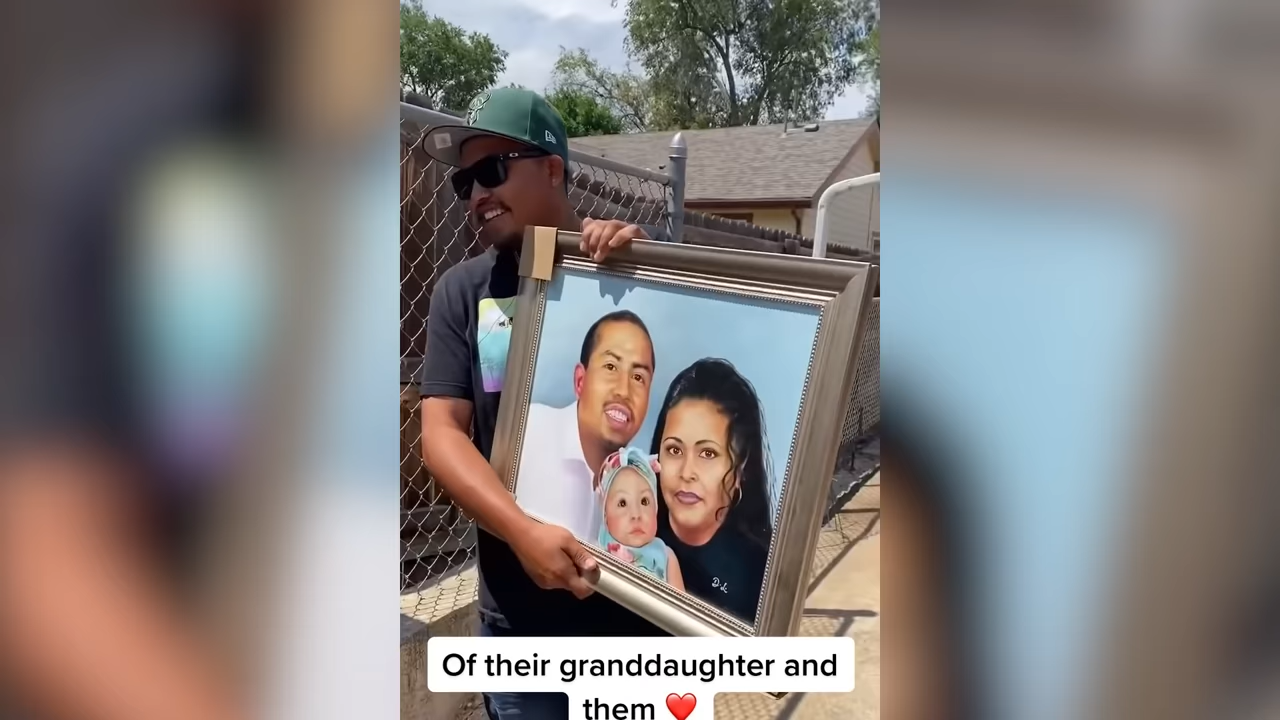 D.L
Of their granddaughter and
them ❤️